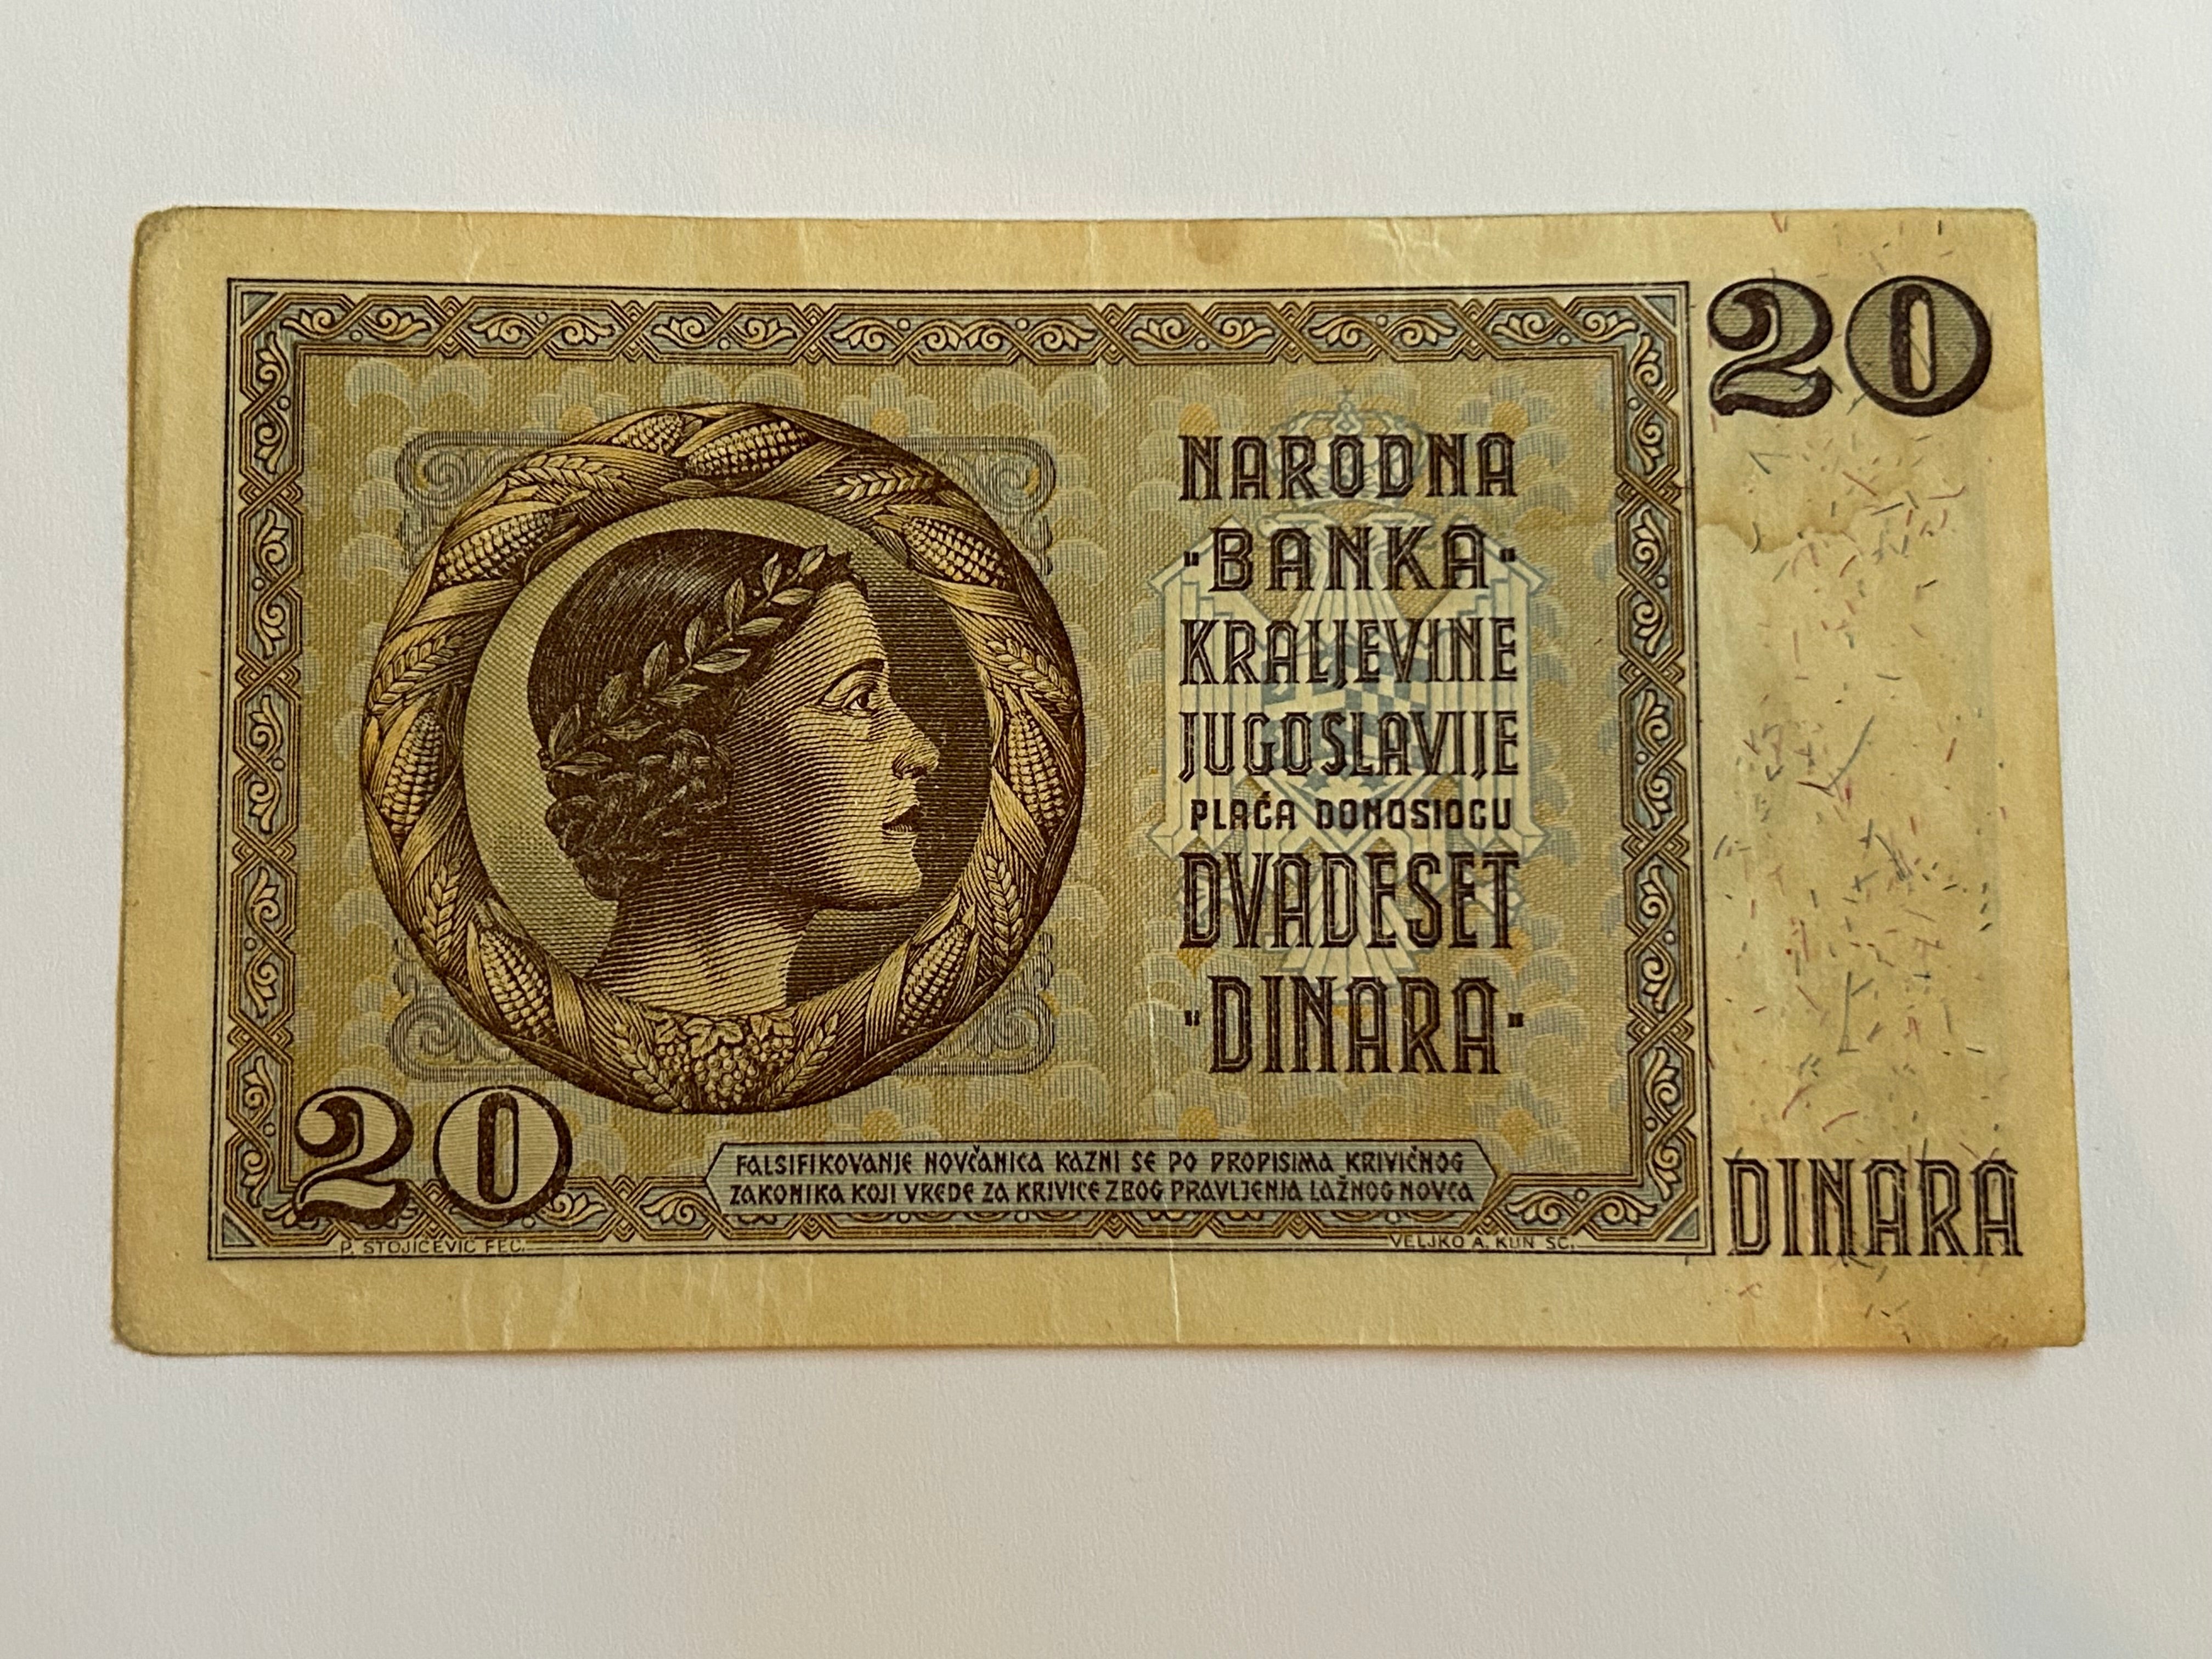 20
NARODNA
·BANKA·
KRALJEVINE
JUGOSLAVIJE
PLAĆA DONOSIOCU
DVADESET
·DINARA·
20
FALSIFIKOVANJE NOVČANICA KAZNI SE PO PROPISIMA KRIVIČNOG
ZAKONIKA KOJI VREDE ZA KRIVICE ZBOG PRAVLJENJA LAŽNOG NOVCA
DINARA
P. STOJIĆEVIĆ FEC.
VELJKO A. KUN SC.